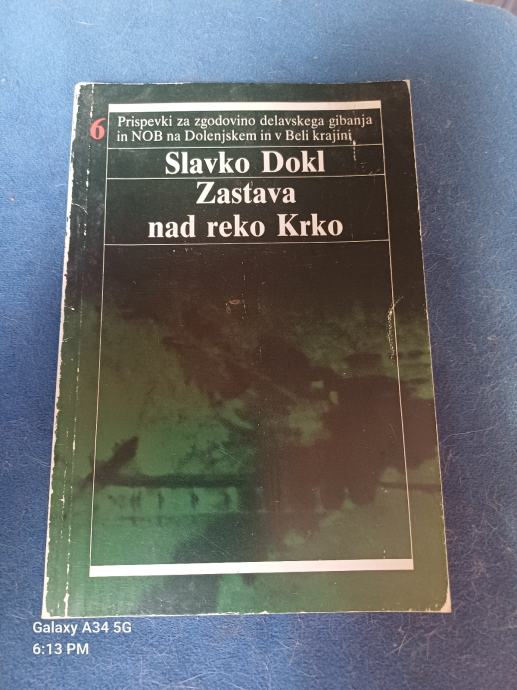 6
Prispevki za zgodovino delavskega gibanja
in NOB na Dolenjskem in v Beli krajini
Slavko Dokl
Zastava
nad reko Krko
Galaxy A34 5G
6:13 PM